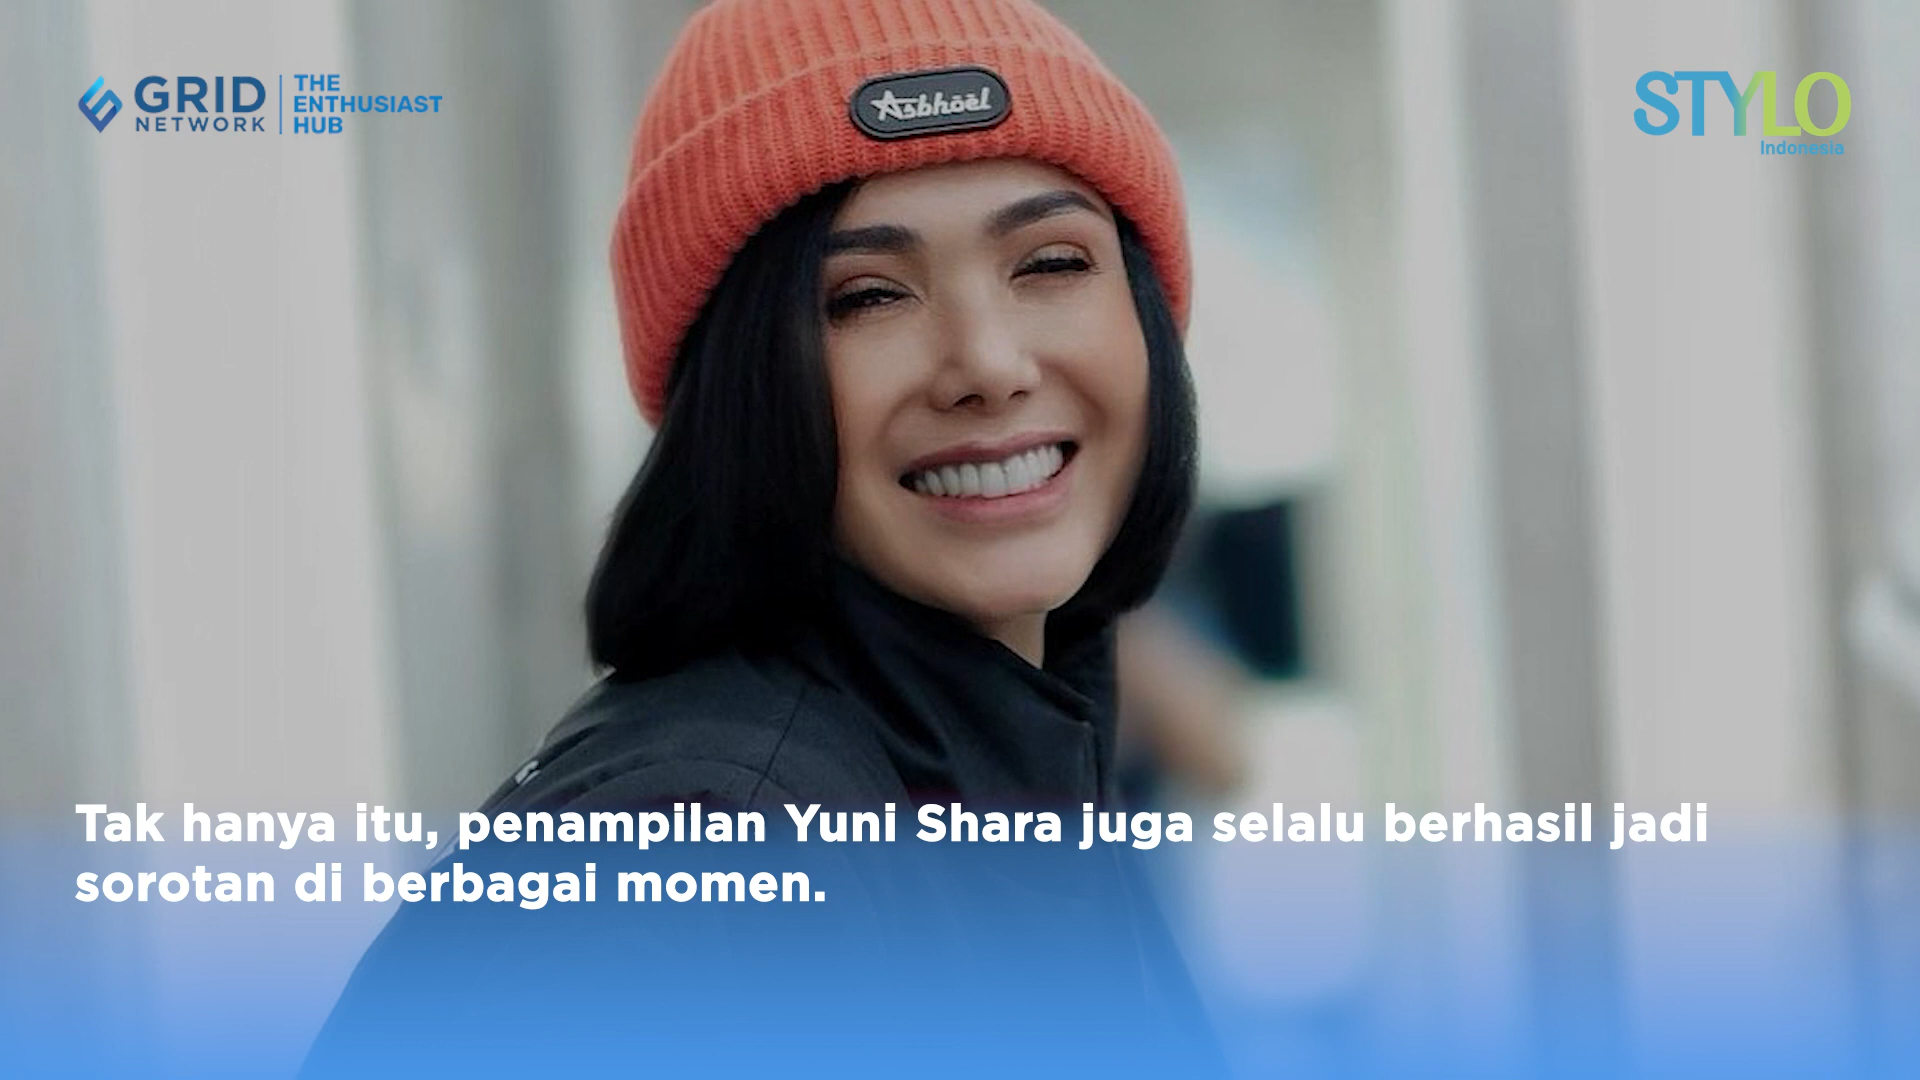 GRID
NETWORK
THE
ENTHUSIAST
HUB
STYLO
Indonesia
Asbhōēl
Tak hanya itu, penampilan Yuni Shara juga selalu berhasil jadi
sorotan di berbagai momen.